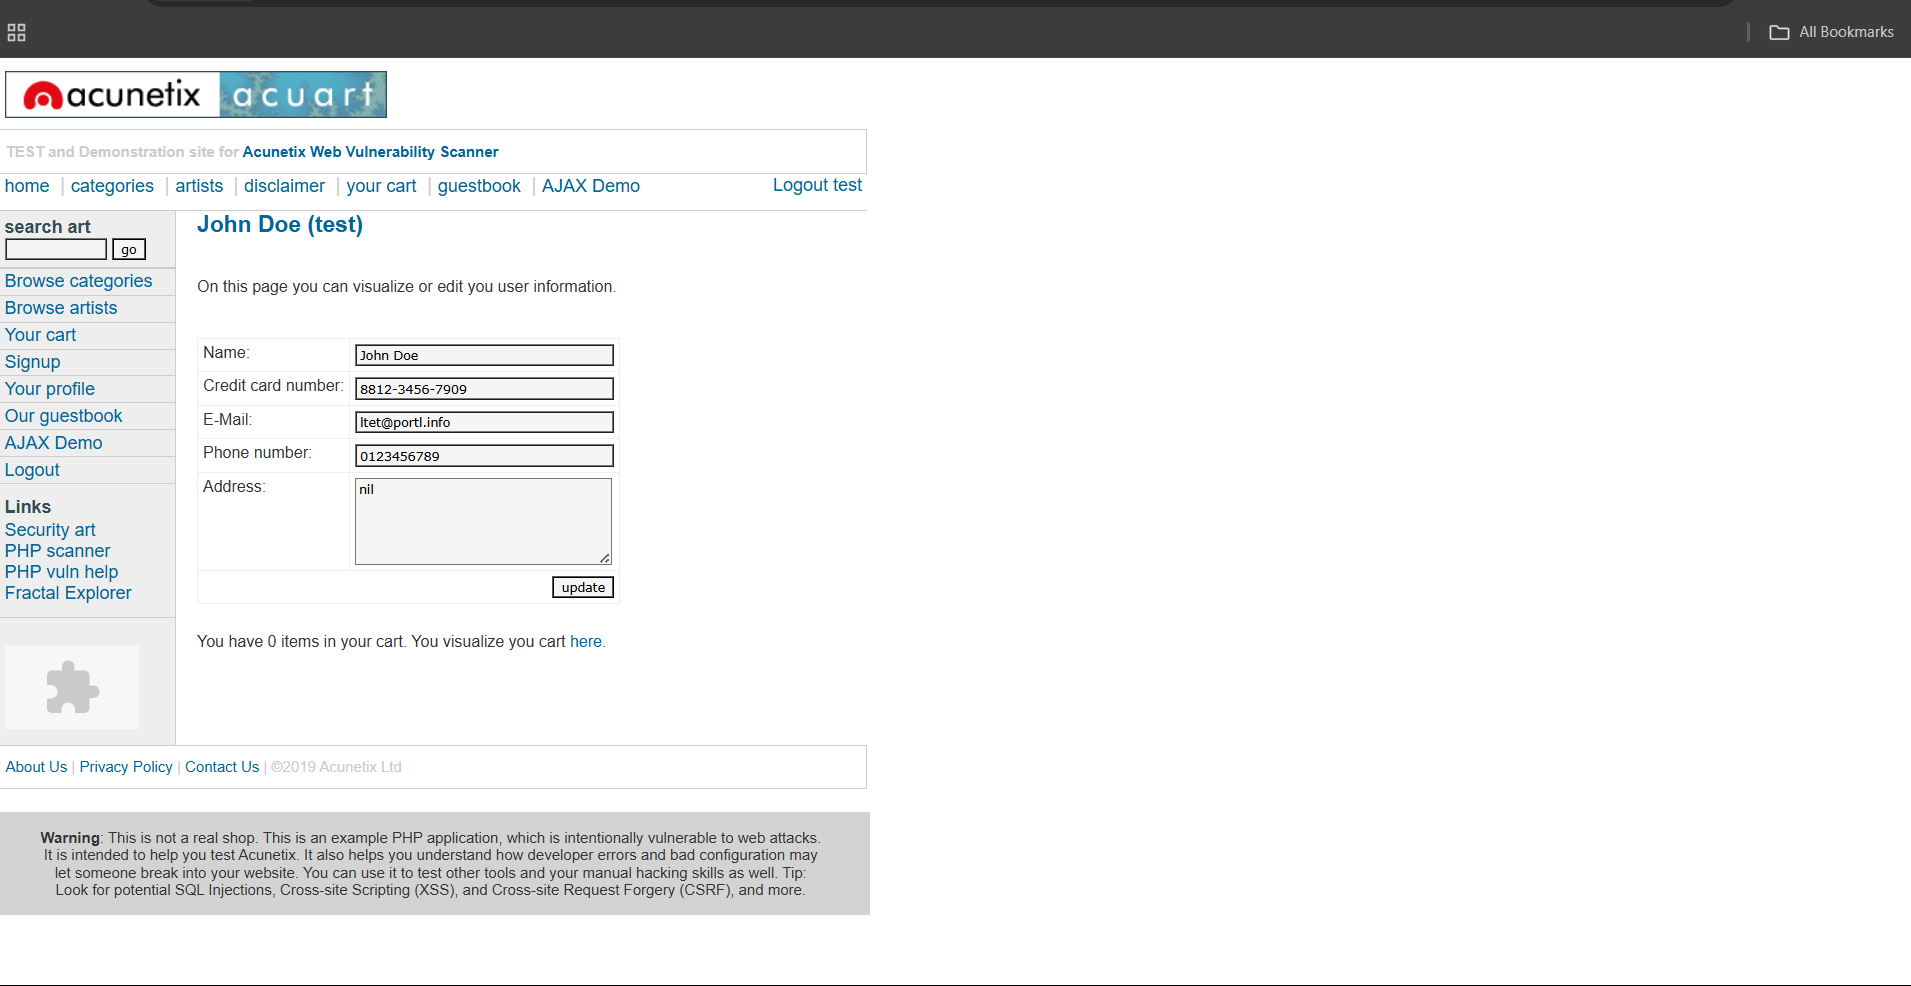 All Bookmarks
acunetix acuart
TEST and Demonstration site for Acunetix Web Vulnerability Scanner
home | categories | artists | disclaimer | your cart | guestbook | AJAX Demo Logout test
search art
go
Browse categories
Browse artists
Your cart
Signup
Your profile
Our guestbook
AJAX Demo
Logout
Links
Security art
PHP scanner
PHP vuln help
Fractal Explorer
John Doe (test)
On this page you can visualize or edit you user information.
Name: John Doe
Credit card number: 8812-3456-7909
E-Mail: ltet@portl.info
Phone number: 0123456789
Address: nil
update
You have 0 items in your cart. You visualize you cart here.
About Us | Privacy Policy | Contact Us | ©2019 Acunetix Ltd
Warning: This is not a real shop. This is an example PHP application, which is intentionally vulnerable to web attacks.
It is intended to help you test Acunetix. It also helps you understand how developer errors and bad configuration may
let someone break into your website. You can use it to test other tools and your manual hacking skills as well. Tip:
Look for potential SQL Injections, Cross-site Scripting (XSS), and Cross-site Request Forgery (CSRF), and more.